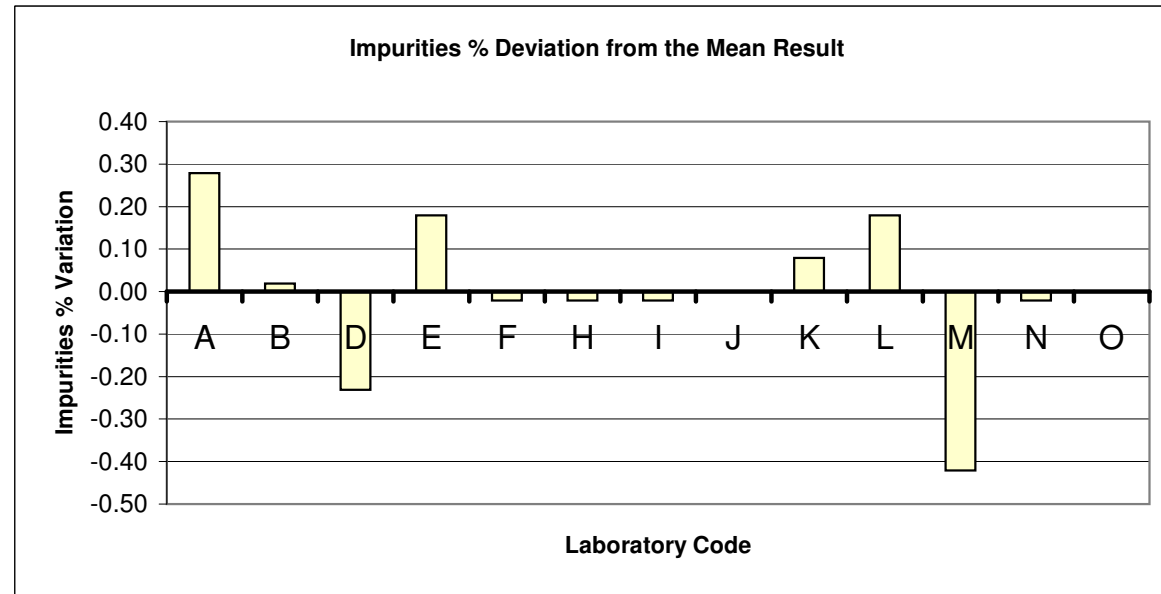 Impurities % Deviation from the Mean Result
Impurities % Variation
0.40
0.30
0.20
0.10
0.00
-0.10
-0.20
-0.30
-0.40
-0.50
A B D E F H I J K L M N O
Laboratory Code